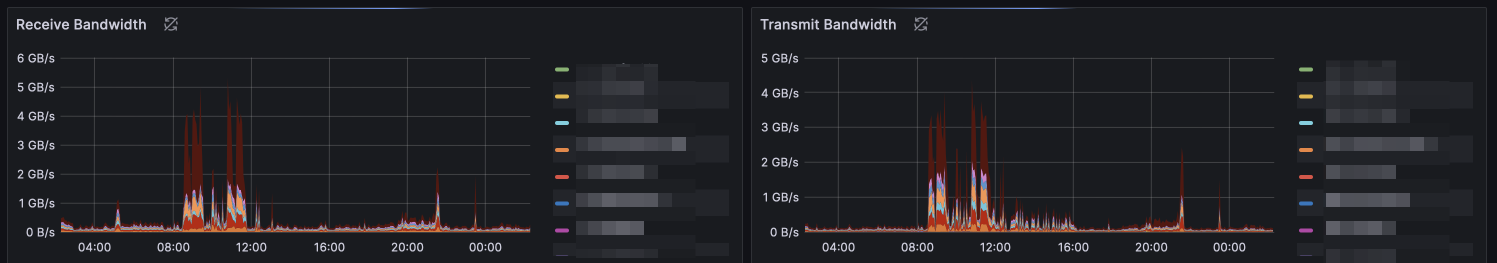 Receive Bandwidth
6 GB/s
5 GB/s
4 GB/s
3 GB/s
2 GB/s
1 GB/s
0 B/s
04:00 08:00 12:00 16:00 20:00 00:00
Transmit Bandwidth
5 GB/s
4 GB/s
3 GB/s
2 GB/s
1 GB/s
0 B/s
04:00 08:00 12:00 16:00 20:00 00:00